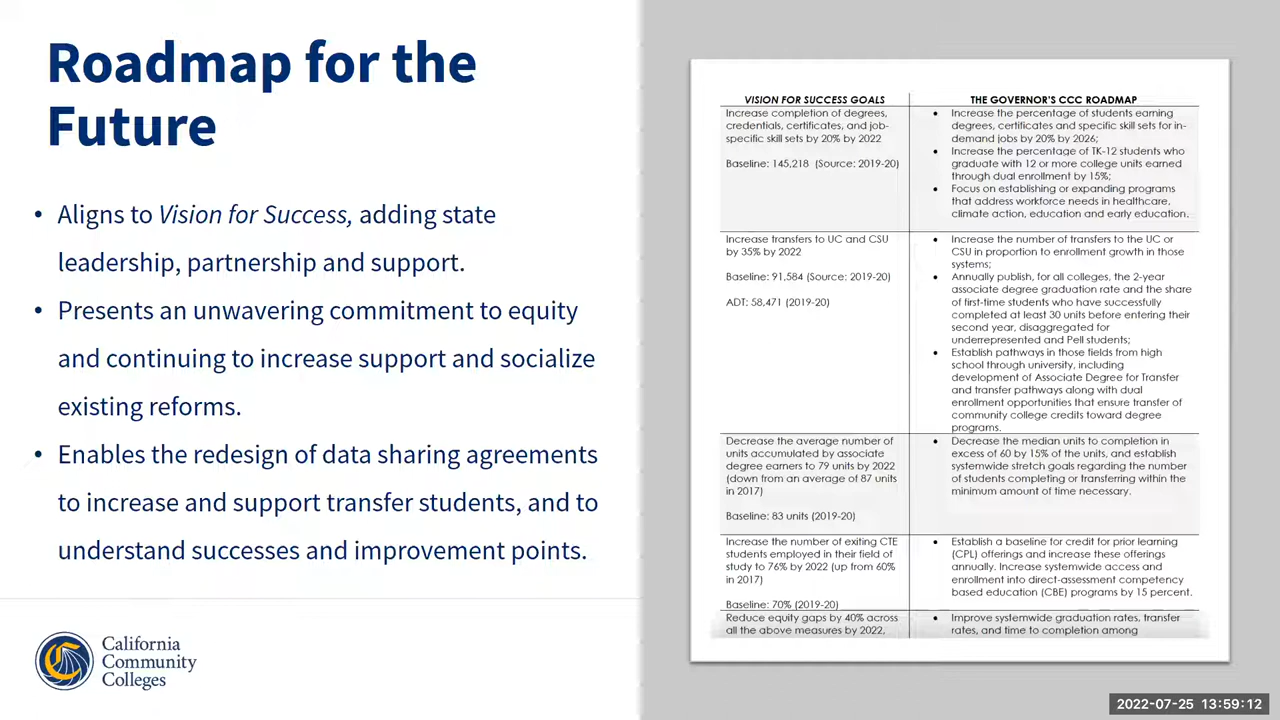 Roadmap for the
Future
• Aligns to Vision for Success, adding state
leadership, partnership and support.
• Presents an unwavering commitment to equity
and continuing to increase support and socialize
existing reforms.
• Enables the redesign of data sharing agreements
to increase and support transfer students, and to
understand successes and improvement points.
California
Community
Colleges
VISION FOR SUCCESS GOALS
Increase completion of degrees,
credentials, certificates, and job-
specific skill sets by 20% by 2022
Baseline: 145,218 (Source: 2019-20)
THE GOVERNOR'S CCC ROADMAP
• Increase the percentage of students earning
degrees, certificates and specific skill sets for in-
demand jobs by 20% by 2026;
• Increase the percentage of TK-12 students who
graduate with 12 or more college units earned
through dual enrollment by 15%;
• Focus on establishing or expanding programs
that address workforce needs in healthcare,
climate action, education and early education.
Increase transfers to UC and CSU
by 35% by 2022
Baseline: 91,584 (Source: 2019-20)
ADT: 58,471 (2019-20)
• Increase the number of transfers to the UC or
CSU in proportion to enrollment growth in those
systems;
• Annually publish, for all colleges, the 2-year
associate degree graduation rate and the share
of first-time students who have successfully
completed at least 30 units before entering their
second year, disaggregated for
underrepresented and Pell students;
• Establish pathways in those fields from high
school through university, including
development of Associate Degree for Transfer
and transfer pathways along with dual
enrollment opportunities that ensure transfer of
community college credits toward degree
programs.
Decrease the average number of
units accumulated by associate
degree earners to 79 units by 2022
(down from an average of 87 units
in 2017)
Baseline: 83 units (2019-20)
• Decrease the median units to completion in
excess of 60 by 15% of the units, and establish
systemwide stretch goals regarding the number
of students completing or transferring within the
minimum amount of time necessary.
Increase the number of exiting CTE
students employed in their field of
study to 76% by 2022 (up from 60%
in 2017)
Baseline: 70% (2019-20)
• Establish a baseline for credit for prior learning
(CPL) offerings and increase these offerings
annually. Increase systemwide access and
enrollment into direct-assessment competency
based education (CBE) programs by 15 percent.
Reduce equity gaps by 40% across
all the above measures by 2022,
• Improve systemwide graduation rates, transfer
rates, and time to completion among
2022-07-25 13:59:12